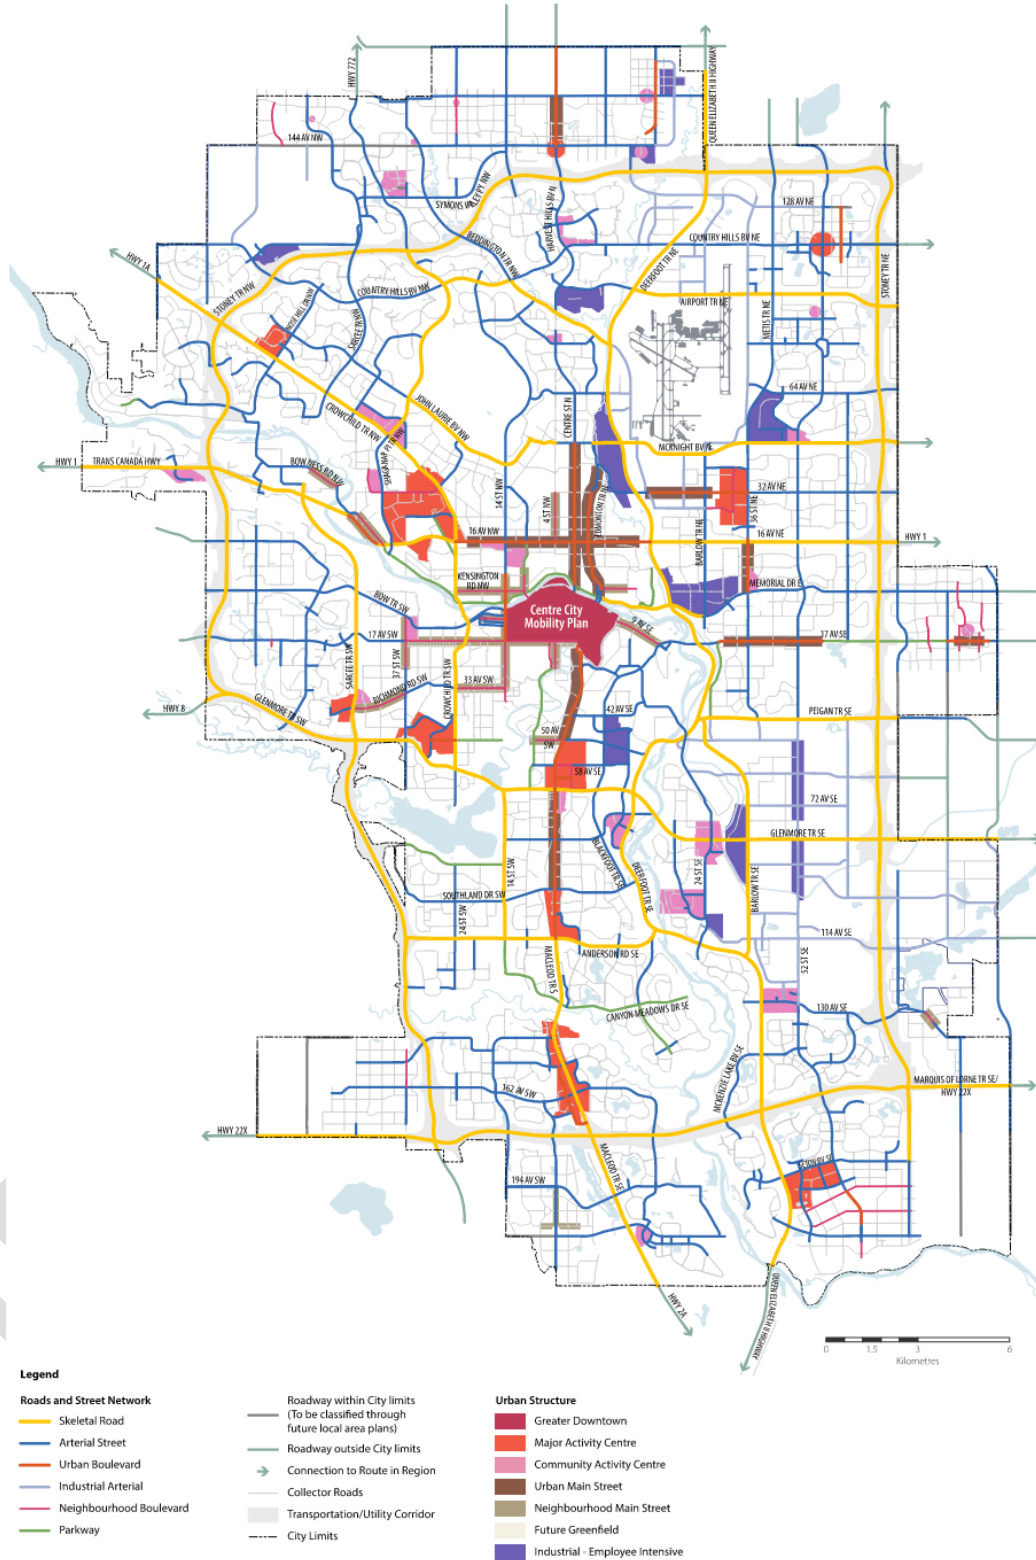 HWY 772
QUEEN ELIZABETH II HIGHWAY
144 AV NW
128 AV NE
HARVEST HILLS BV N
BEDDINGTON TR NW
COUNTRY HILLS BV NE
DEERFOOT TR NE
HWY 1A
STONEY TR NW
COUNTRY HILLS BV NW
NOSE HILL DR NW
SARCEE TR NW
AIRPORT TR NE
METIS TR NE
STONEY TR NE
64 AV NE
JOHN LAURIE BV NW
CROWCHILD TR NW
CENTRE ST N
MCKNIGHT BV NE
SHAGANAPPI TR NW
HWY 1
TRANS CANADA HWY
BOWNESS RD NW
14 ST NW
4 ST NW
EDMONTON TR NE
32 AV NE
36 ST NE
16 AV NW
BARLOW TR NE
16 AV NE
HWY 1
KENSINGTON
RD NW
MEMORIAL DR E
BOW TR SW
Centre City
Mobility Plan
9 AV SE
17 AV SW
17 AV SE
37 ST SW
SARCEE TR SW
CROWCHILD TR SW
RICHMOND RD SW
33 AV SW
HWY 8
GLENMORE TR SW
42 AV SE
PEIGAN TR SE
50 AV
SW
58 AV SE
72 AV SE
GLENMORE TR SE
BLACKFOOT TR SE
DEERFOOT TR SE
14 ST SW
24 ST SE
BARLOW TR SE
SOUTHLAND DR SW
24 ST SW
114 AV SE
52 ST SE
ANDERSON RD SE
MACLEOD TR S
CANYON MEADOWS DR SE
130 AV SE
MCKENZIE LAKE BV SE
MARQUIS OF LORNE TR SE/
HWY 22X
162 AV SW
HWY 22X
MACLEOD TR SE
SETON BV SE
194 AV SW
HWY 2A
QUEEN ELIZABETH II HIGHWAY
0 1.5 3 6
Kilometres
Legend
Roads and Street Network
Skeletal Road
Arterial Street
Urban Boulevard
Industrial Arterial
Neighbourhood Boulevard
Parkway
Roadway within City limits
(To be classified through
future local area plans)
Roadway outside City limits
Connection to Route in Region
Collector Roads
Transportation/Utility Corridor
City Limits
Urban Structure
Greater Downtown
Major Activity Centre
Community Activity Centre
Urban Main Street
Neighbourhood Main Street
Future Greenfield
Industrial - Employee Intensive